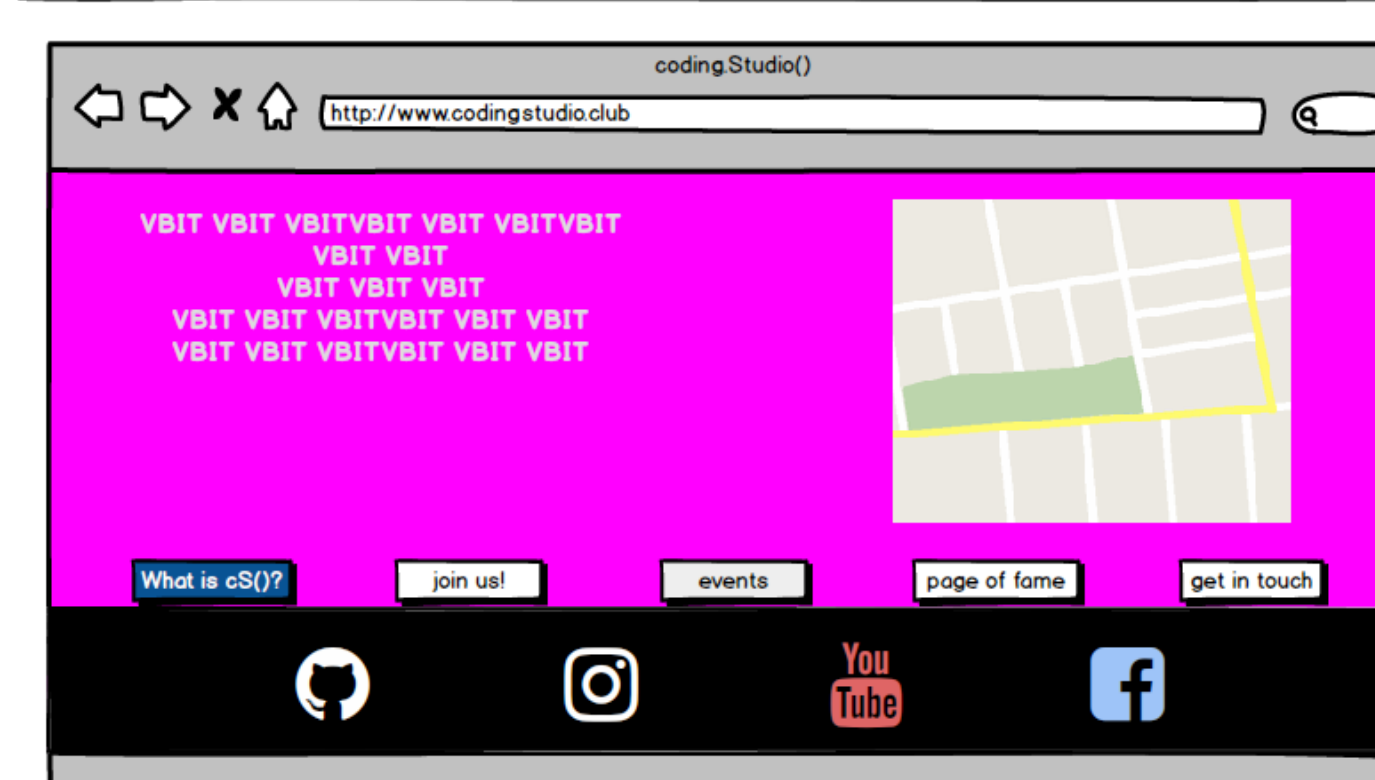 coding.Studio()
http://www.codingstudio.club
VBIT VBIT VBITVBIT VBIT VBITVBIT
VBIT VBIT
VBIT VBIT VBIT
VBIT VBIT VBITVBIT VBIT VBIT
VBIT VBIT VBITVBIT VBIT VBIT
What is cS()?
join us!
events
page of fame
get in touch
You
Tube